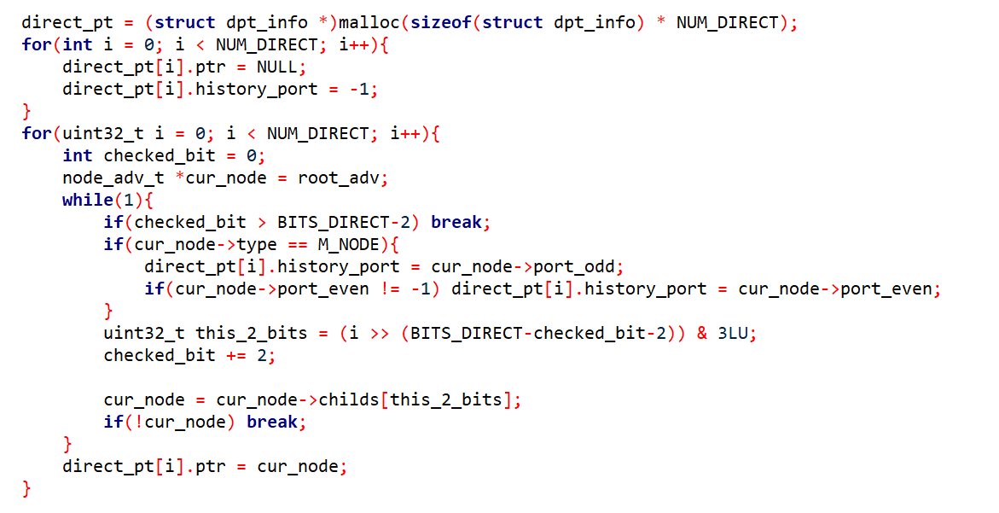 direct_pt = (struct dpt_info *)malloc(sizeof(struct dpt_info) * NUM_DIRECT);
for(int i = 0; i < NUM_DIRECT; i++){
    direct_pt[i].ptr = NULL;
    direct_pt[i].history_port = -1;
}
for(uint32_t i = 0; i < NUM_DIRECT; i++){
    int checked_bit = 0;
    node_adv_t *cur_node = root_adv;
    while(1){
        if(checked_bit > BITS_DIRECT-2) break;
        if(cur_node->type == M_NODE){
            direct_pt[i].history_port = cur_node->port_odd;
            if(cur_node->port_even != -1) direct_pt[i].history_port = cur_node->port_even;
        }
        uint32_t this_2_bits = (i >> (BITS_DIRECT-checked_bit-2)) & 3LU;
        checked_bit += 2;

        cur_node = cur_node->childs[this_2_bits];
        if(!cur_node) break;
    }
    direct_pt[i].ptr = cur_node;
}